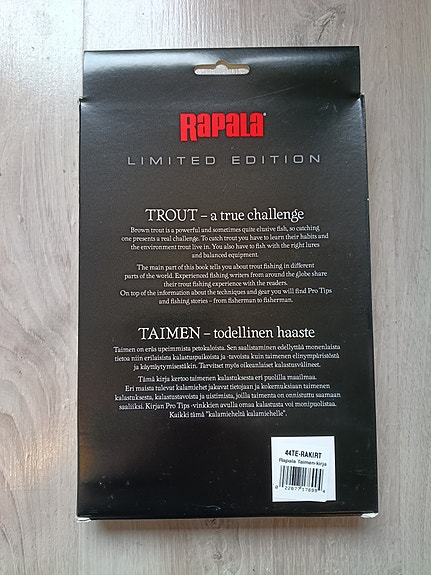 Rapala®
LIMITED EDITION
TROUT – a true challenge
Brown trout is a powerful and sometimes quite elusive fish, so catching
one presents a real challenge. To catch trout you have to learn their habits and
the environment trout live in. You also have to fish with the right lures
and balanced equipment.
The main part of this book tells you about trout fishing in different
parts of the world. Experienced fishing writers from around the globe share
their trout fishing experience with the readers.
On top of the information about the techniques and gear you will find Pro Tips
and fishing stories – from fisherman to fisherman.
TAIMEN – todellinen haaste
Taimen on eräs upeimmista petokaloista. Sen saalistaminen edellyttää monenlaista
tietoa niin erilaisista kalastuspaikoista ja -tavoista kuin taimenen elinympäristöstä
ja käyttäytymisestäkin. Tarvitset myös oikeanlaiset kalastusvälineet.
Tämä kirja kertoo taimenen kalastuksesta eri puolilla maailmaa.
Eri maista tulevat kalamiehet jakavat tietojaan ja kokemuksiaan taimenen
kalastuksesta, kalastavoista ja uistimista, joilla taimenta on onnistuttu saamaan
saaliiksi. Kirjan Pro Tips -vinkkien avulla omaa kalastusta voi monipuolistaa.
Kaikki tämä "kalamieheltä kalamiehelle".
44TE-RAKIRT
Rapala Taimen-kirja